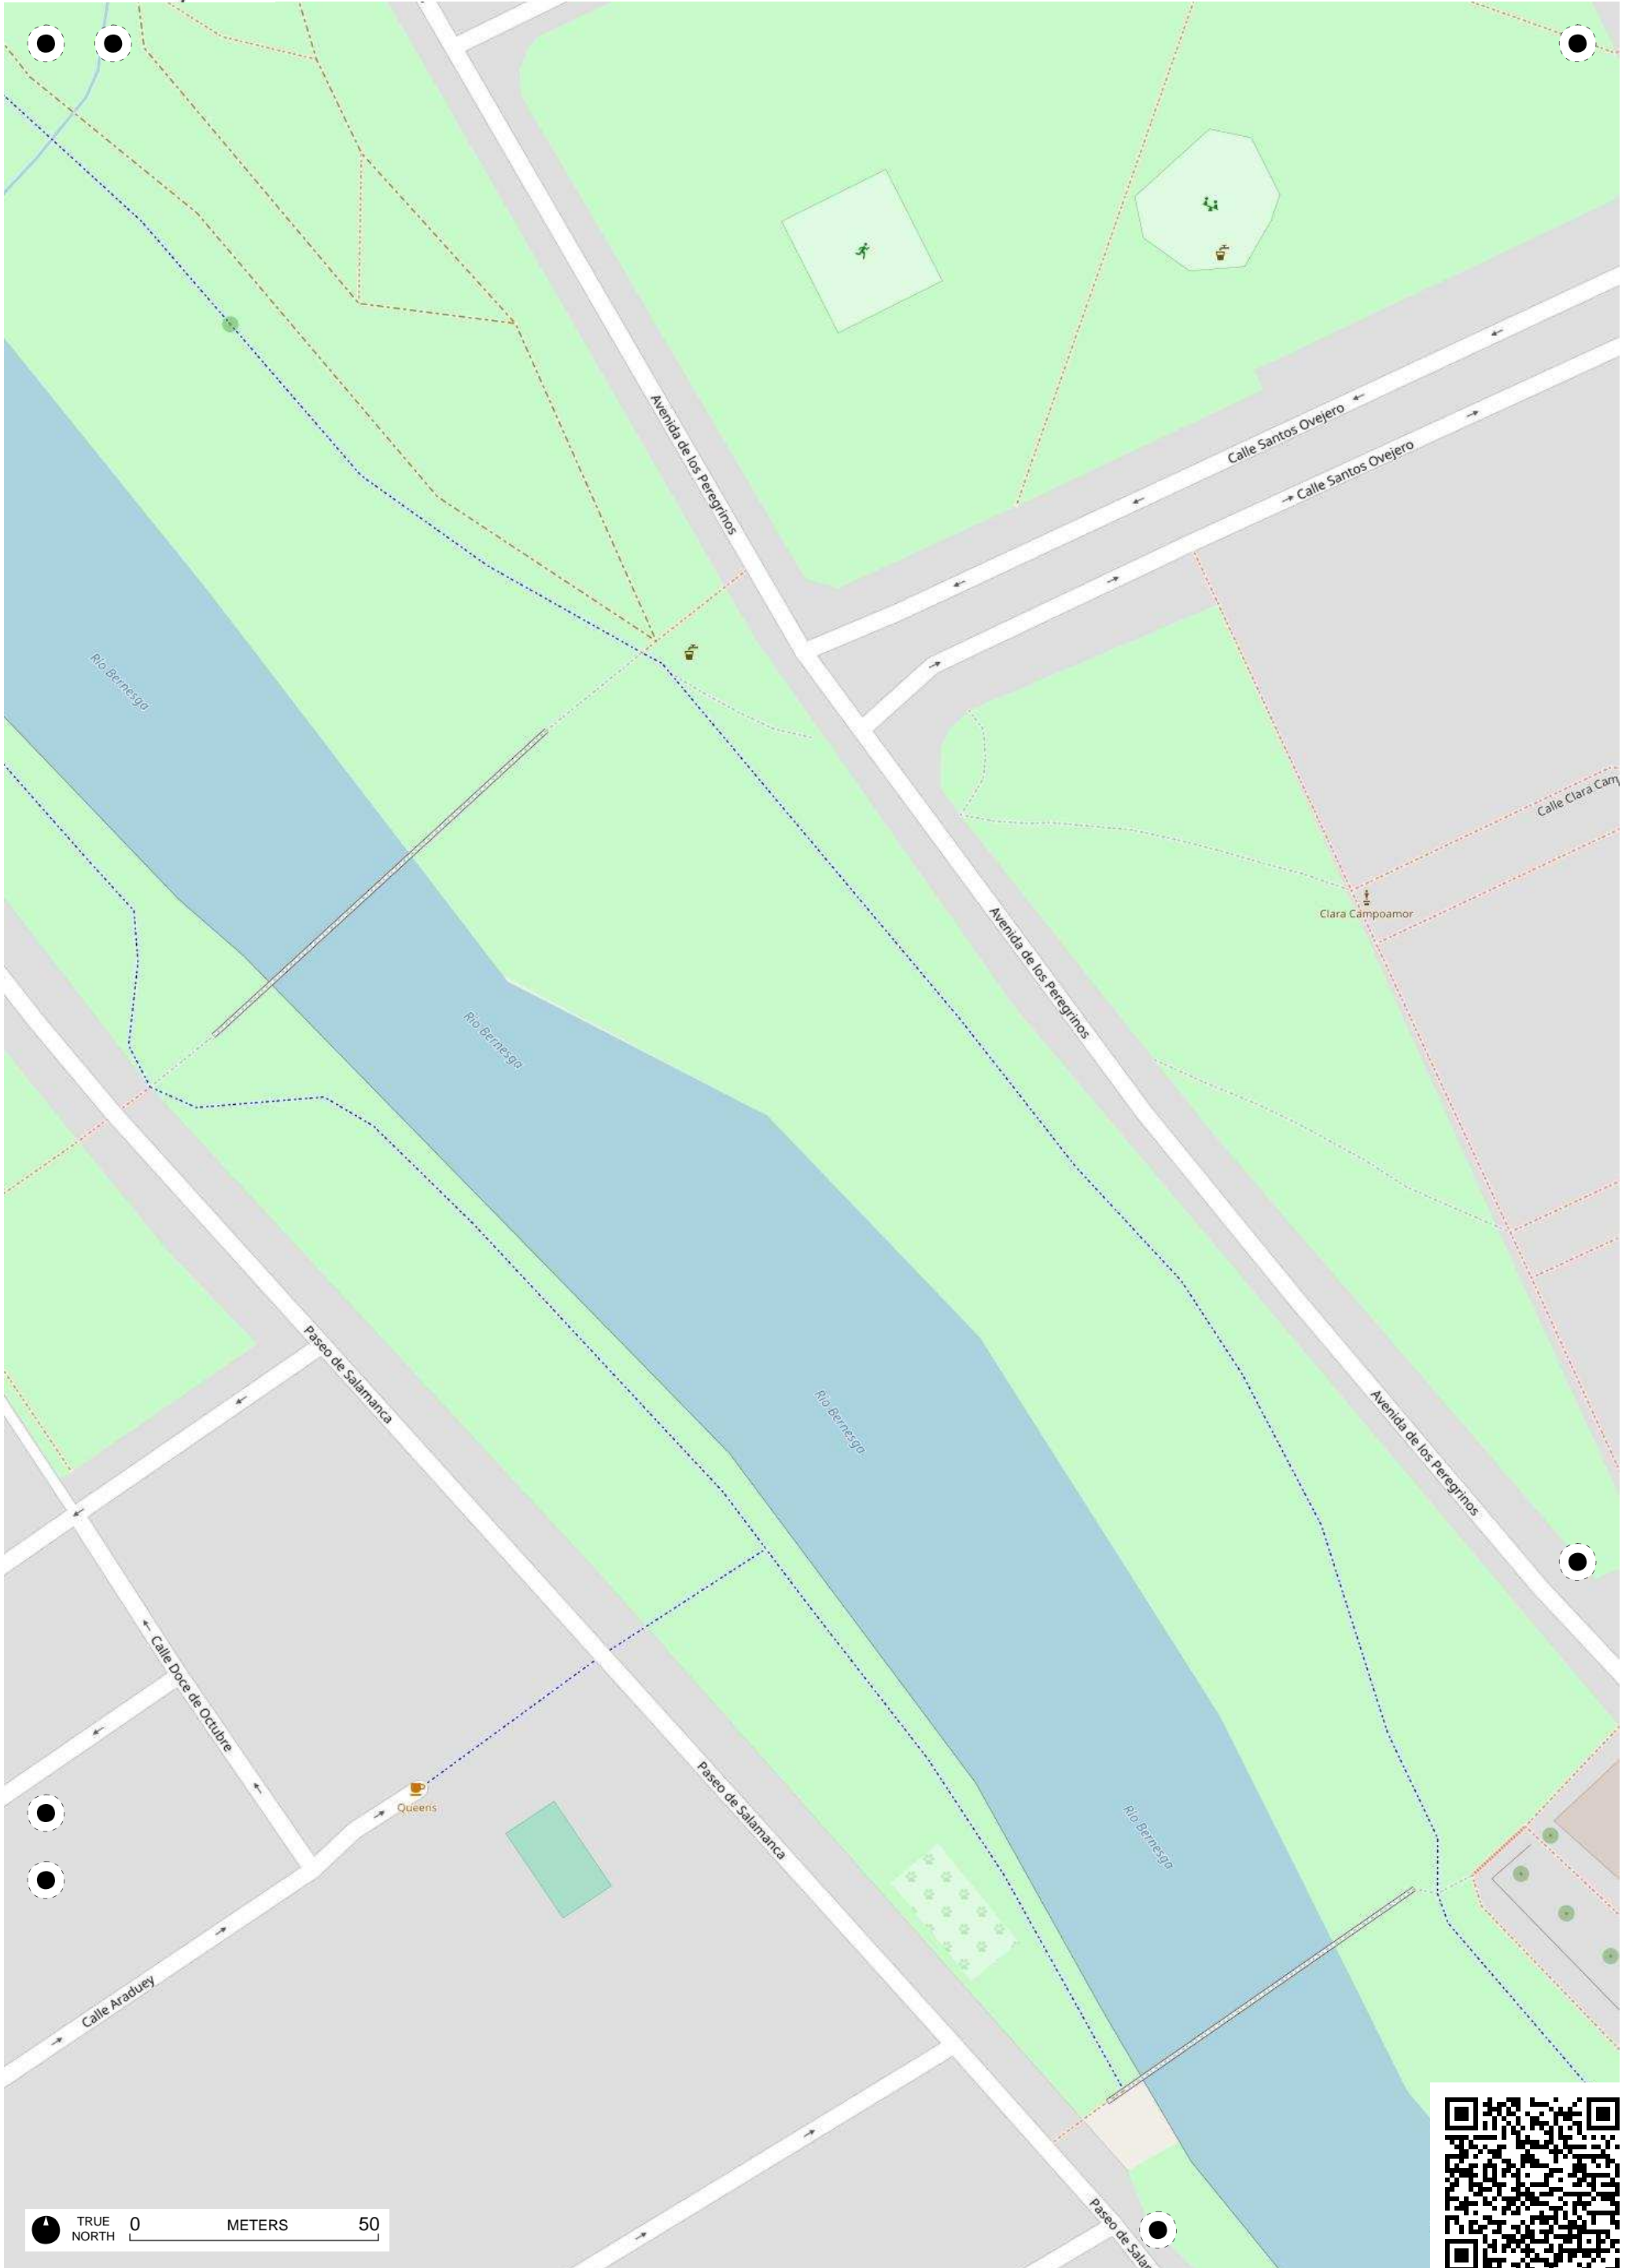 Avenida de los Peregrinos
Calle Santos Ovejero
Calle Santos Ovejero
Río Bernesga
Calle Clara Cam
Clara Campoamor
Avenida de los Peregrinos
Río Bernesga
Paseo de Salamanca
Río Bernesga
Avenida de los Peregrinos
Calle Doce de Octubre
Paseo de Salamanca
Queens
Río Bernesga
Calle Araduey
Paseo de Salar
TRUE
NORTH
0 METERS 50